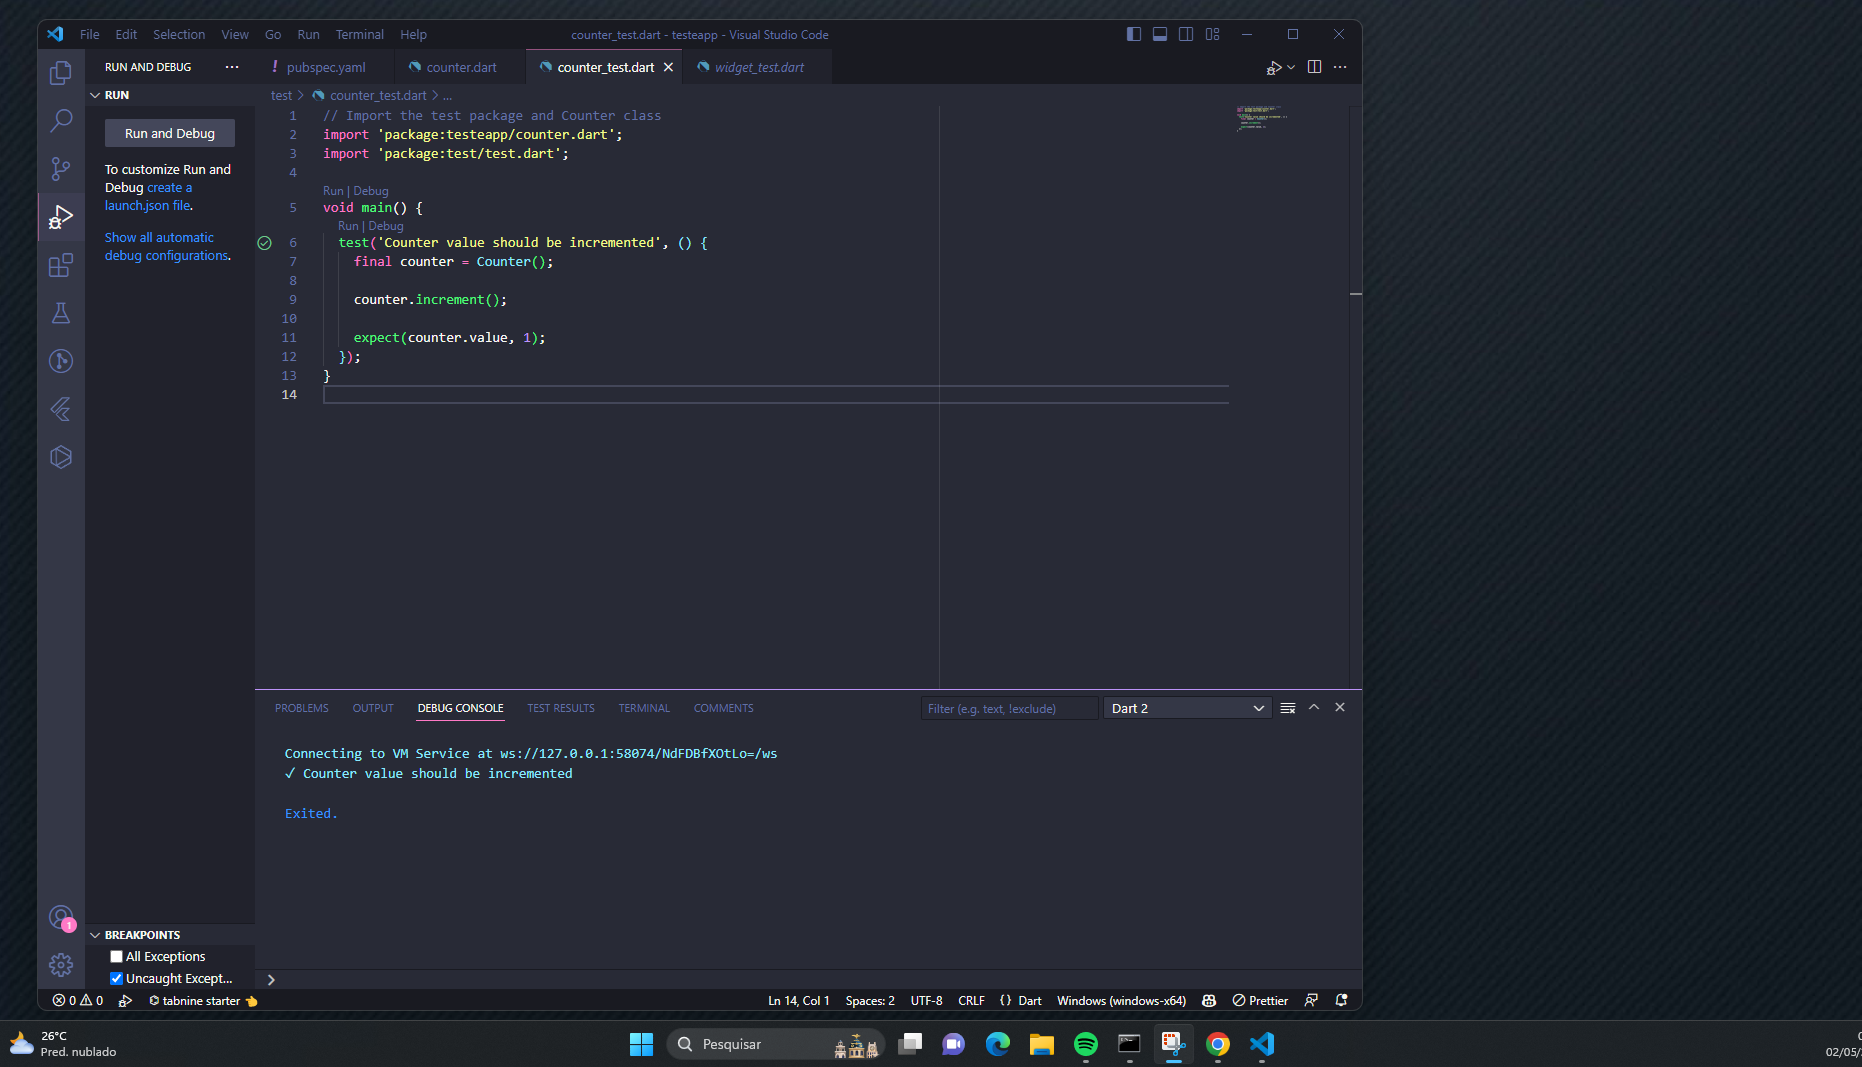 File Edit Selection View Go Run Terminal Help
counter_test.dart - testeapp - Visual Studio Code
RUN AND DEBUG
pubspec.yaml
counter.dart
counter_test.dart
widget_test.dart
RUN
test > counter_test.dart > ...
Run and Debug
To customize Run and
Debug create a
launch.json file.
Show all automatic
debug configurations.
1 // Import the test package and Counter class
2 import 'package:testeapp/counter.dart';
3 import 'package:test/test.dart';
4
Run | Debug
5 void main() {
Run | Debug
6 test('Counter value should be incremented', () {
7 final counter = Counter();
8
9 counter.increment();
10
11 expect(counter.value, 1);
12 });
13 }
14
PROBLEMS OUTPUT DEBUG CONSOLE TEST RESULTS TERMINAL COMMENTS
Filter (e.g. text, !exclude)
Dart 2
Connecting to VM Service at ws://127.0.0.1:58074/NdFDBfXOtLo=/ws
✓ Counter value should be incremented
Exited.
1
BREAKPOINTS
All Exceptions
Uncaught Except...
0 0 tabnine starter
Ln 14, Col 1 Spaces: 2 UTF-8 CRLF {} Dart Windows (windows-x64) Prettier
26°C
Pred. nublado
Pesquisar
02/05/